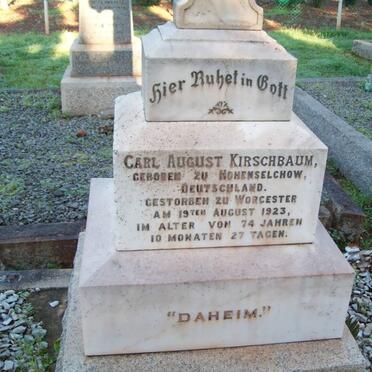 Hier Ruhet in Gott
CARL AUGUST KIRSCHBAUM,
GEBOREN ZU HOHENSELCHOW,
DEUTSCHLAND.
GESTORBEN ZU WORCESTER
AM 19TEN AUGUST 1923,
IM ALTER VON 74 JAHREN
10 MONATEN 27 TAGEN.
"DAHEIM."